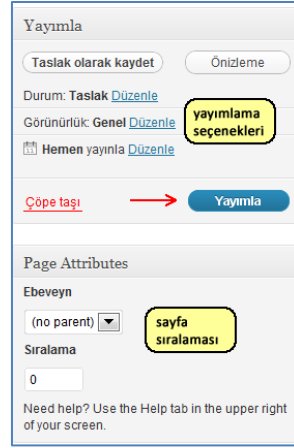 Yayımla
Taslak olarak kaydet Önizleme
Durum: Taslak Düzenle
Görünürlük: Genel Düzenle
yayımlama
seçenekleri
Hemen yayınla Düzenle
Çöpe taşı Yayımla
Page Attributes
Ebeveyn
(no parent)
sayfa
sıralaması
Sıralama
0
Need help? Use the Help tab in the upper right
of your screen.